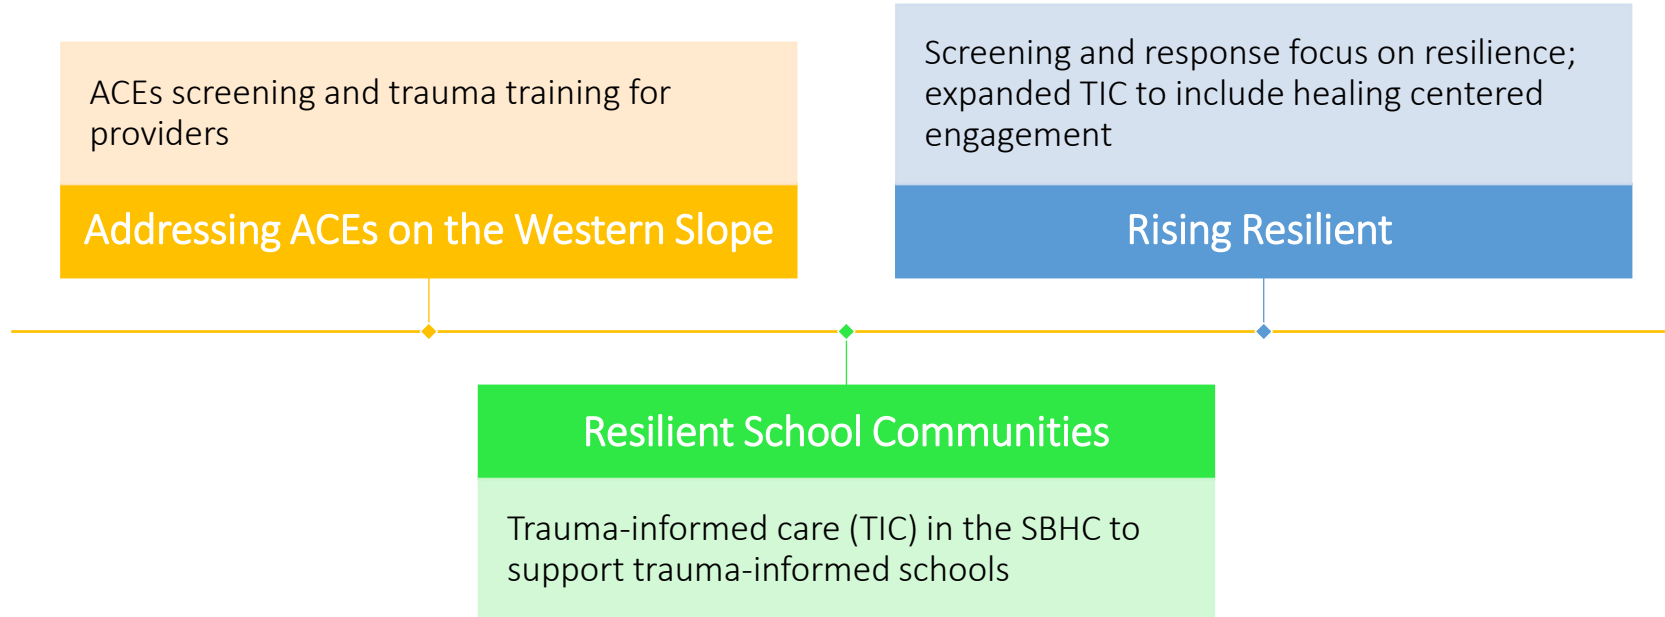 ACEs screening and trauma training for
providers
Addressing ACEs on the Western Slope
Screening and response focus on resilience;
expanded TIC to include healing centered
engagement
Rising Resilient
Resilient School Communities
Trauma-informed care (TIC) in the SBHC to
support trauma-informed schools